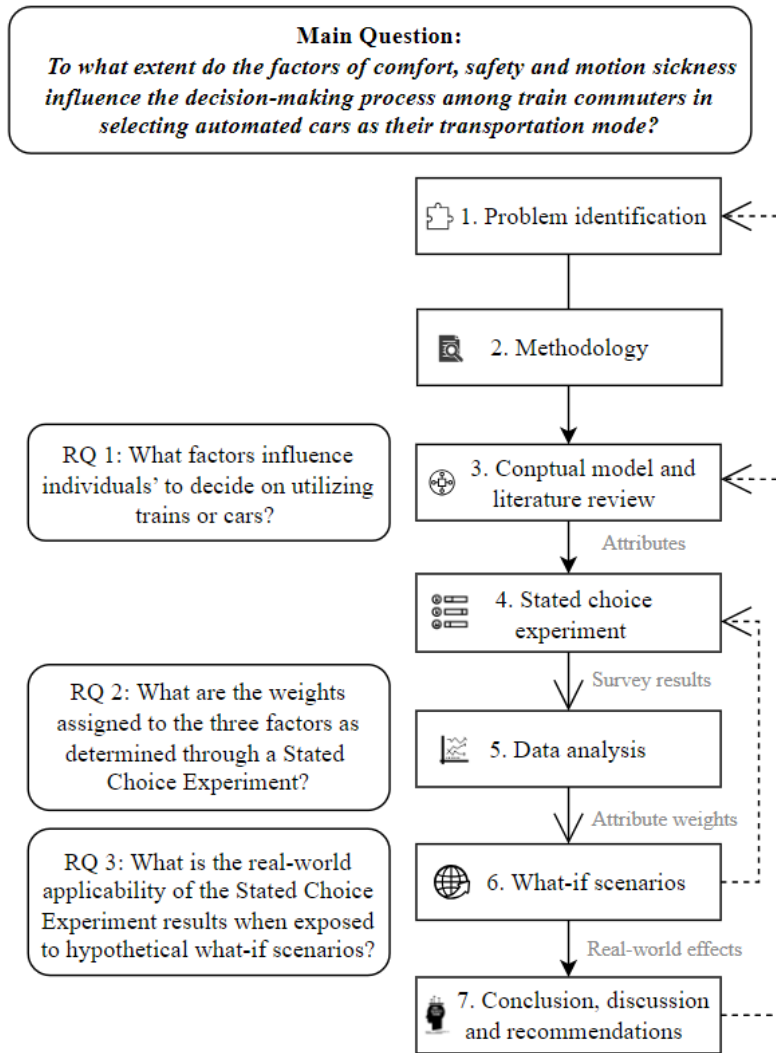 Main Question:
To what extent do the factors of comfort, safety and motion sickness
influence the decision-making process among train commuters in
selecting automated cars as their transportation mode?
1. Problem identification
2. Methodology
RQ 1: What factors influence
individuals' to decide on utilizing
trains or cars?
3. Conptual model and
literature review
Attributes
4. Stated choice
experiment
Survey results
RQ 2: What are the weights
assigned to the three factors as
determined through a Stated
Choice Experiment?
5. Data analysis
Attribute weights
RQ 3: What is the real-world
applicability of the Stated Choice
Experiment results when exposed
to hypothetical what-if scenarios?
6. What-if scenarios
Real-world effects
7. Conclusion, discussion
and recommendations